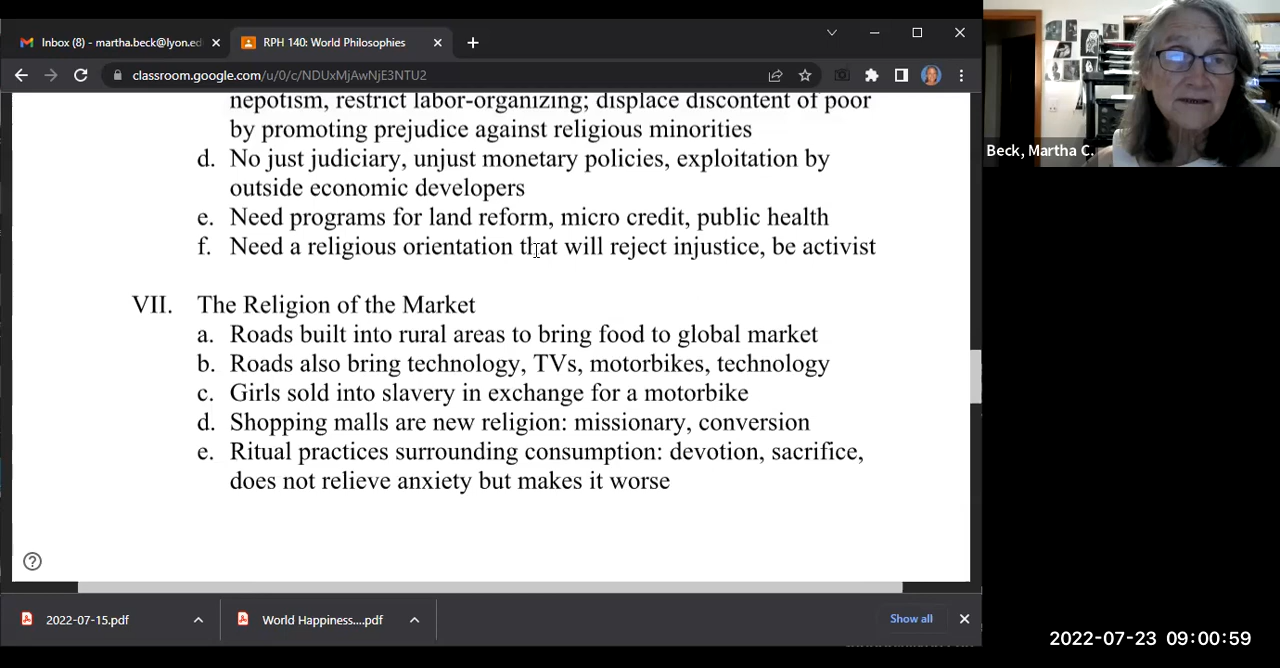 Inbox (8) - martha.beck@lyon.ed
RPH 140: World Philosophies
classroom.google.com/u/0/c/NDUxMjAwNjE3NTU2
Beck, Martha C.
nepotism, restrict labor-organizing; displace discontent of poor
by promoting prejudice against religious minorities
d. No just judiciary, unjust monetary policies, exploitation by
outside economic developers
e. Need programs for land reform, micro credit, public health
f. Need a religious orientation that will reject injustice, be activist
VII. The Religion of the Market
a. Roads built into rural areas to bring food to global market
b. Roads also bring technology, TVs, motorbikes, technology
c. Girls sold into slavery in exchange for a motorbike
d. Shopping malls are new religion: missionary, conversion
e. Ritual practices surrounding consumption: devotion, sacrifice,
does not relieve anxiety but makes it worse
2022-07-15.pdf
World Happiness....pdf
Show all
2022-07-23 09:00:59